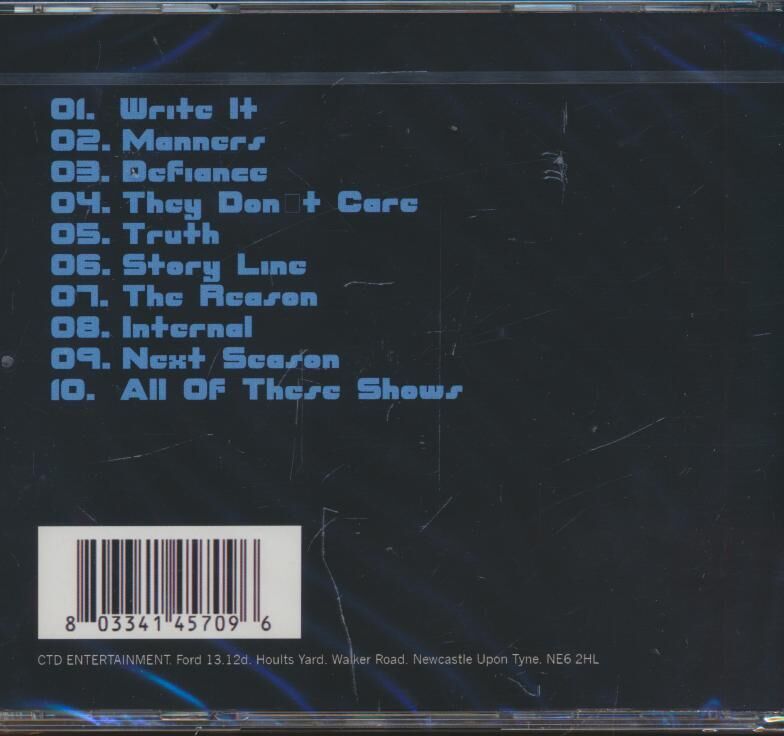 01. Write It
02. Manners
03. Defiance
04. They Don□t Care
05. Truth
06. Story Line
07. The Reason
08. Internal
09. Next Season
10. All Of These Shows
8 03341 45709 6
CTD ENTERTAINMENT. Ford 13.12d. Hoults Yard. Walker Road. Newcastle Upon Tyne. NE6 2HL